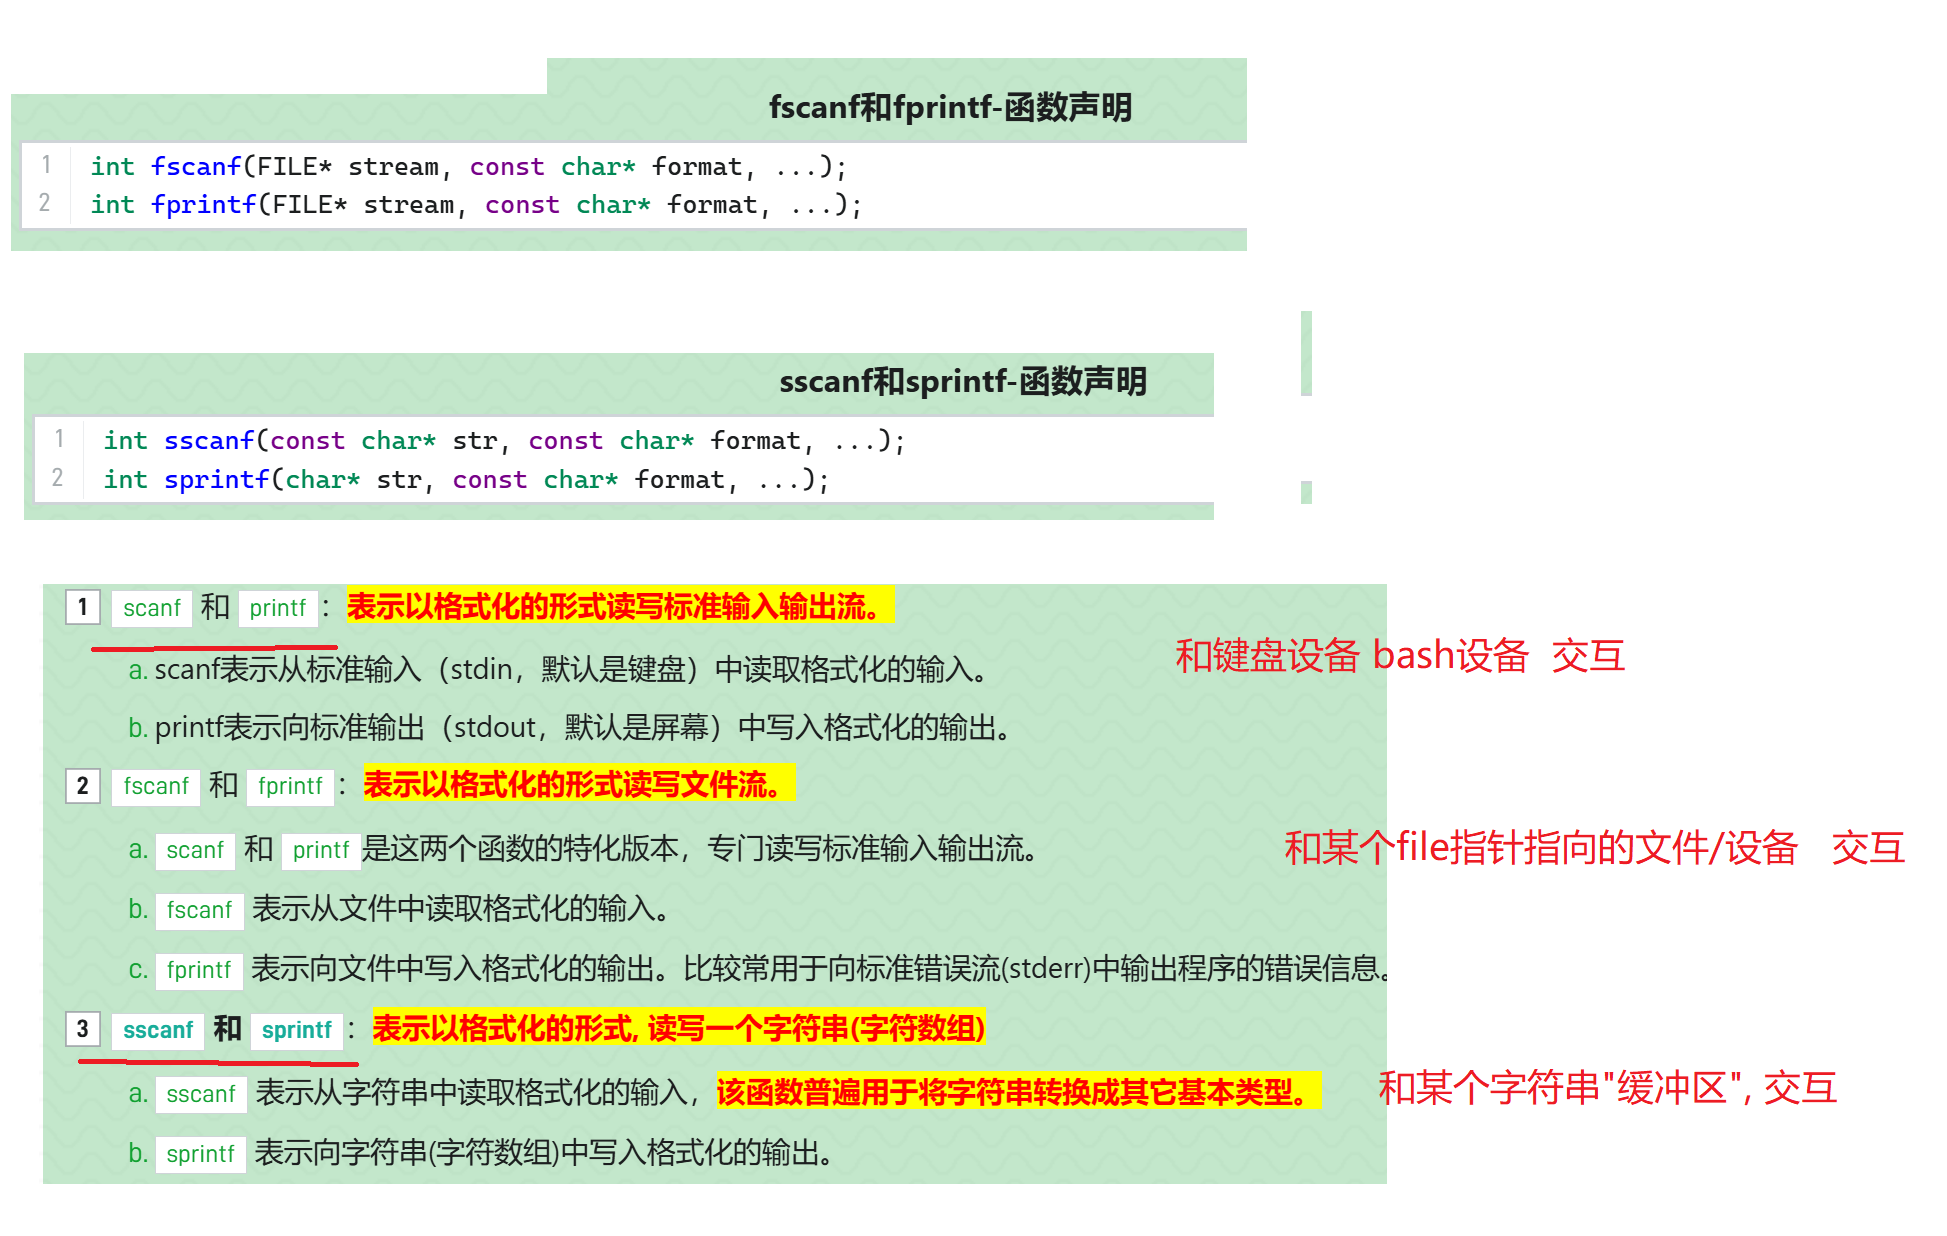 fscanf和fprintf-函数声明
1 int fscanf(FILE* stream, const char* format, ...);
2 int fprintf(FILE* stream, const char* format, ...);
sscanf和sprintf-函数声明
1 int sscanf(const char* str, const char* format, ...);
2 int sprintf(char* str, const char* format, ...);
1 scanf 和 printf ：表示以格式化的形式读写标准输入输出流。
a. scanf表示从标准输入（stdin，默认是键盘）中读取格式化的输入。
和键盘设备 bash设备 交互
b. printf表示向标准输出（stdout，默认是屏幕）中写入格式化的输出。
2 fscanf 和 fprintf ：表示以格式化的形式读写文件流。
a. scanf 和 printf 是这两个函数的特化版本，专门读写标准输入输出流。
和某个file指针指向的文件/设备 交互
b. fscanf 表示从文件中读取格式化的输入。
c. fprintf 表示向文件中写入格式化的输出。比较常用于向标准错误流(stderr)中输出程序的错误信息。
3 sscanf 和 sprintf ：表示以格式化的形式, 读写一个字符串(字符数组)
a. sscanf 表示从字符串中读取格式化的输入，该函数普遍用于将字符串转换成其它基本类型。
和某个字符串"缓冲区", 交互
b. sprintf 表示向字符串(字符数组)中写入格式化的输出。